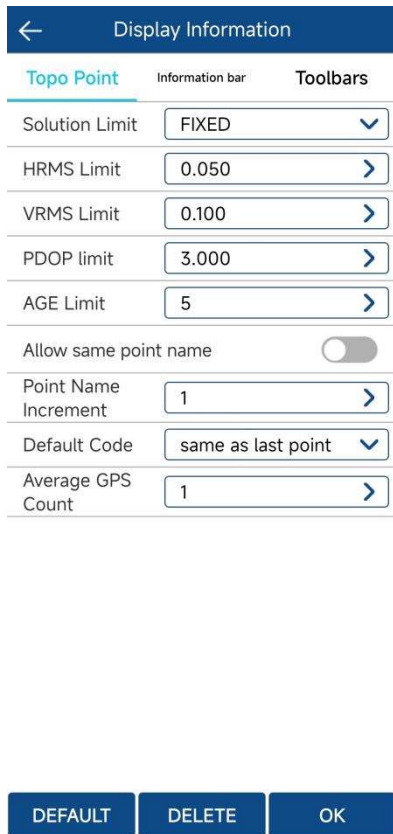 Display Information
Topo Point Information bar Toolbars
Solution Limit FIXED
HRMS Limit 0.050
VRMS Limit 0.100
PDOP limit 3.000
AGE Limit 5
Allow same point name
Point Name
Increment 1
Default Code same as last point
Average GPS
Count 1
DEFAULT DELETE OK